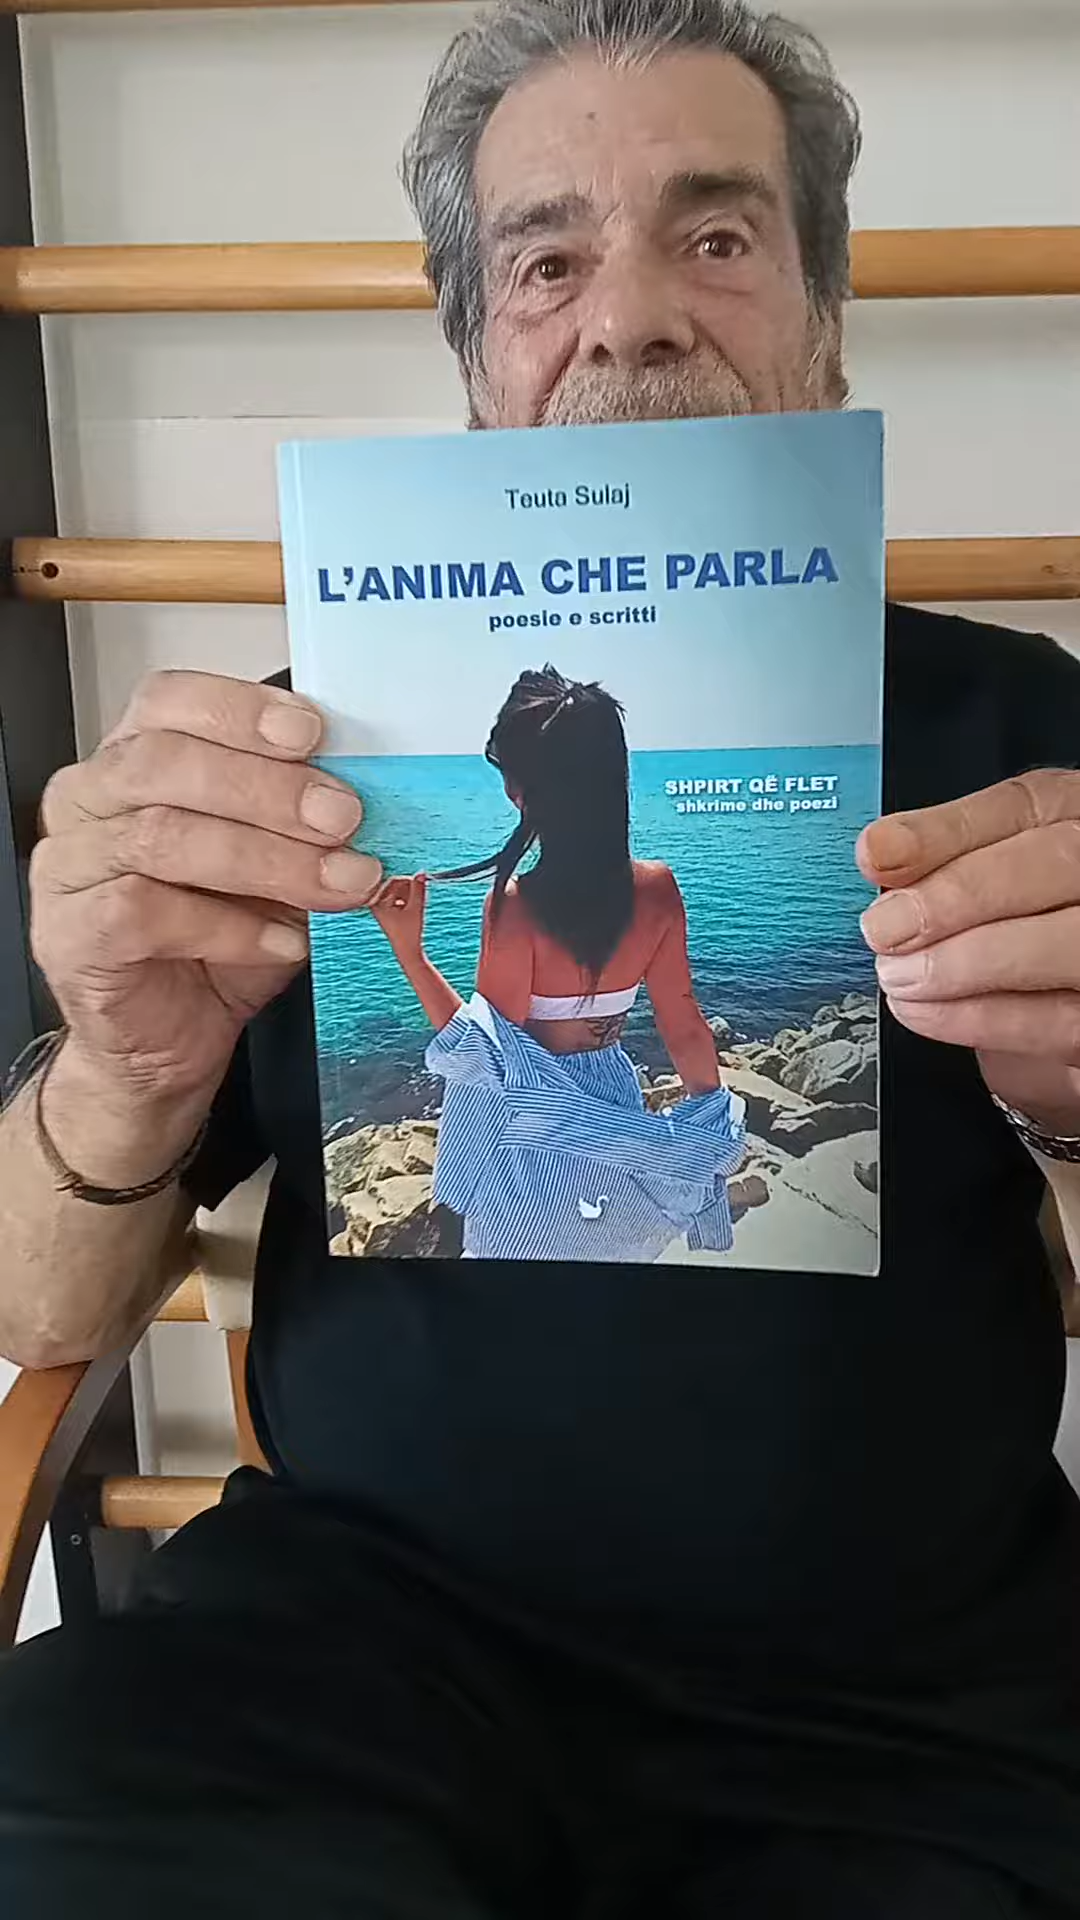 Teuta Sulaj
L'ANIMA CHE PARLA
poesie e scritti
SHPIRT QË FLET
shkrime dhe poezi